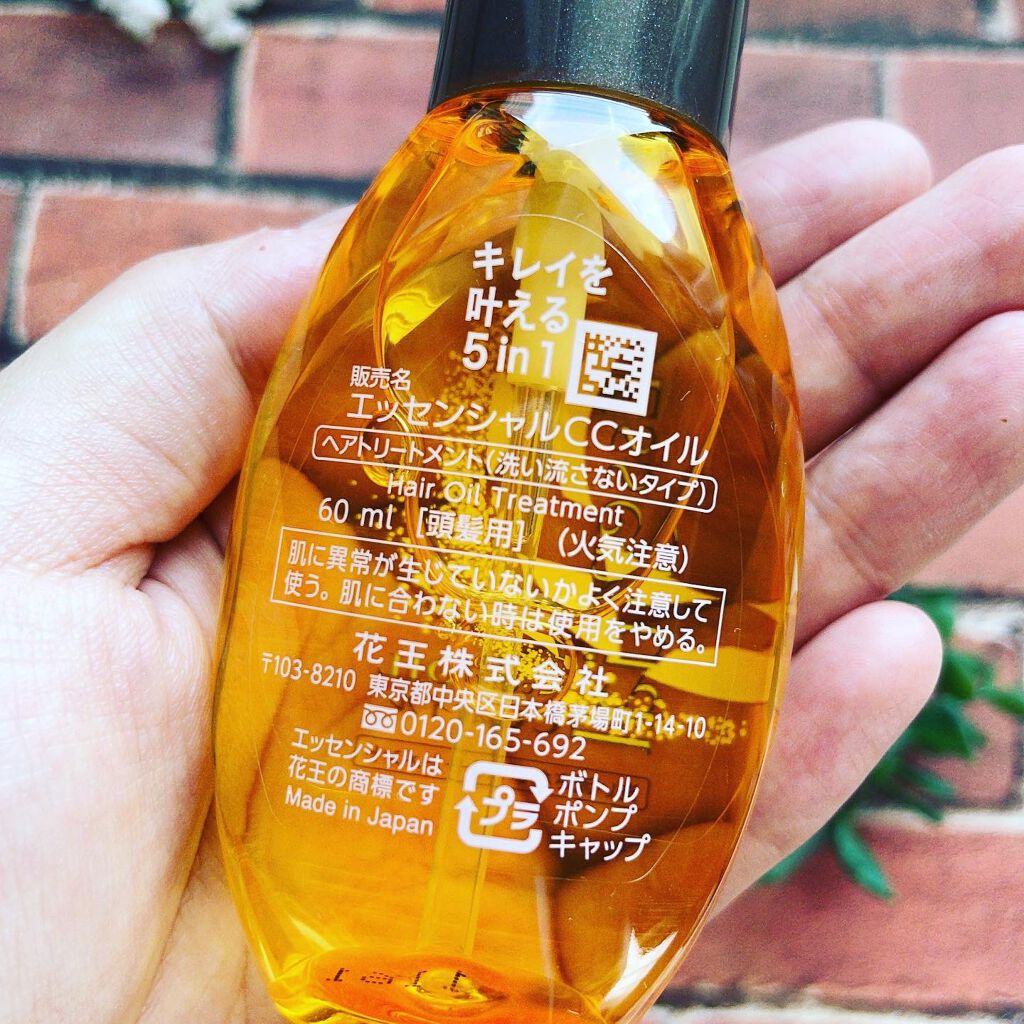 キレイを
叶える
5 in 1
販売名
エッセンシャルCCオイル
ヘアトリートメント(洗い流さないタイプ)
Hair Oil Treatment
60 ml [頭髪用] (火気注意)
肌に異常が生じていないかよく注意して
使う。肌に合わない時は使用をやめる。
花王株式会社
〒103-8210 東京都中央区日本橋茅場町1-14-10
0120-165-692
エッセンシャルは
花王の商標です
Made in Japan
プラ
ボトル
ポンプ
キャップ